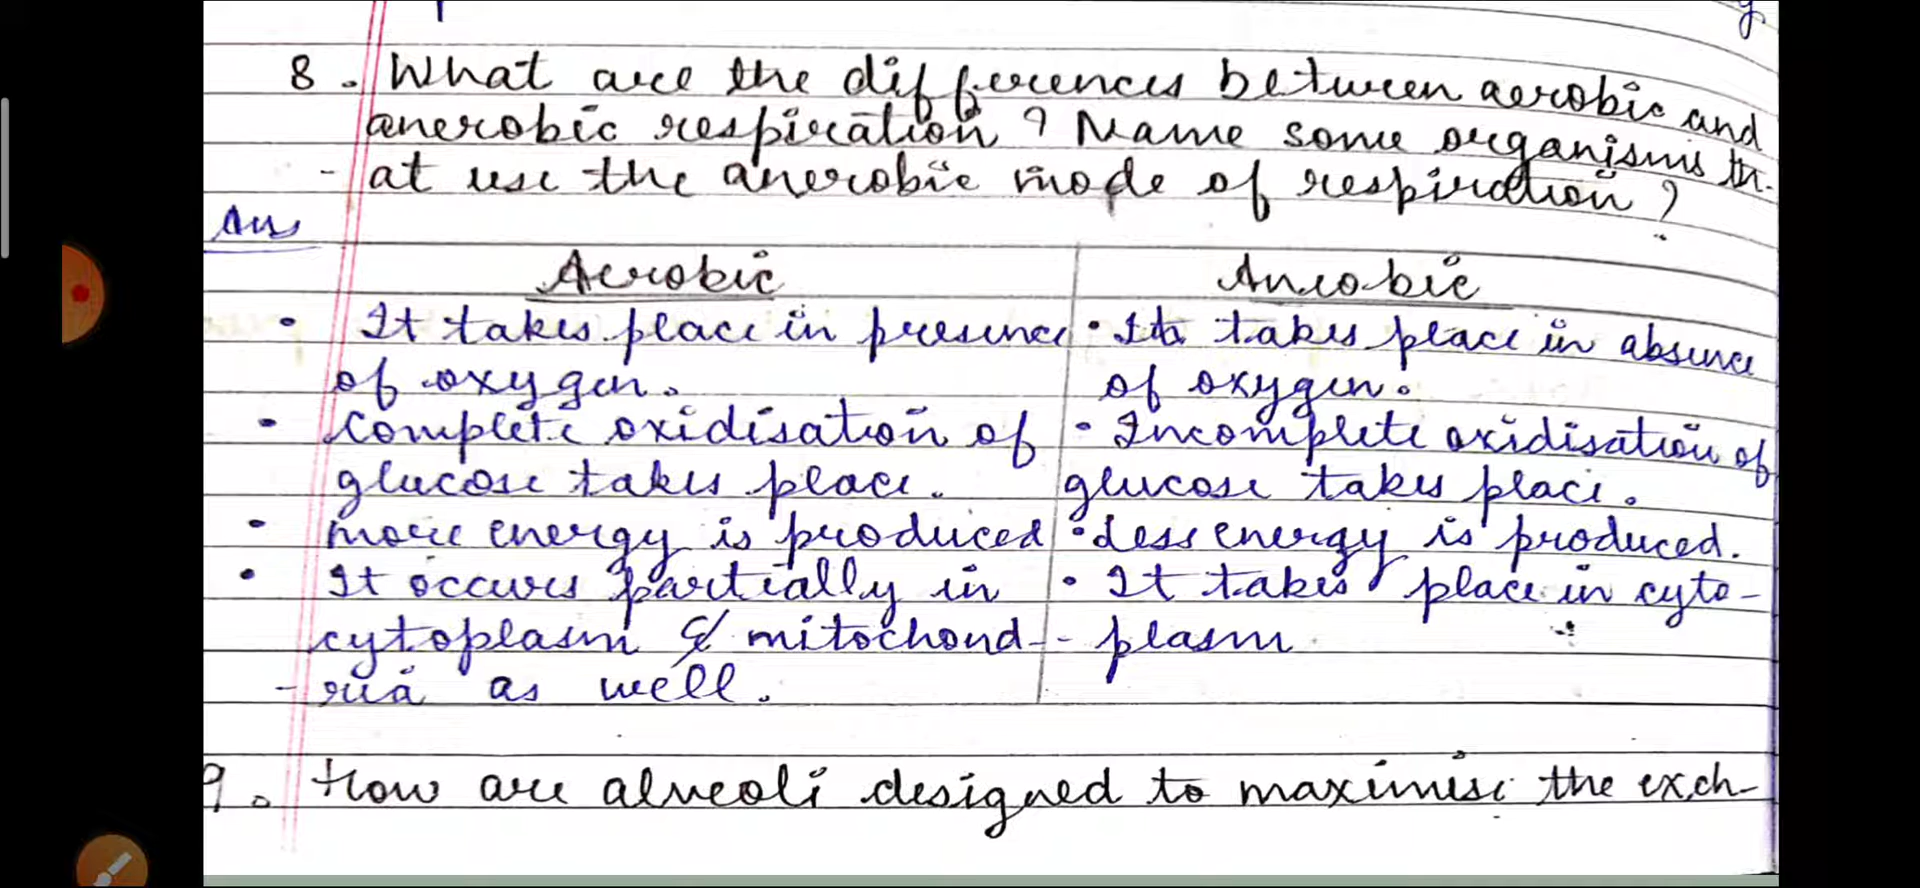 8. What are the differences between aerobic and
anerobic respiration ? Name some organisms th-
- at use the anerobic mode of respiration ?
Ans
Aerobic Anerobic
• It takes place in presence • It takes place in absence
of oxygen. of oxygen.
• Complete oxidisation of • Incomplete oxidisation of
glucose takes place. glucose takes place.
• more energy is produced • Less energy is produced.
• It occurs partially in • It takes place in cyto-
cytoplasm & mitochond- - plasm
- ria as well.
9. How are alveoli designed to maximise the exch-